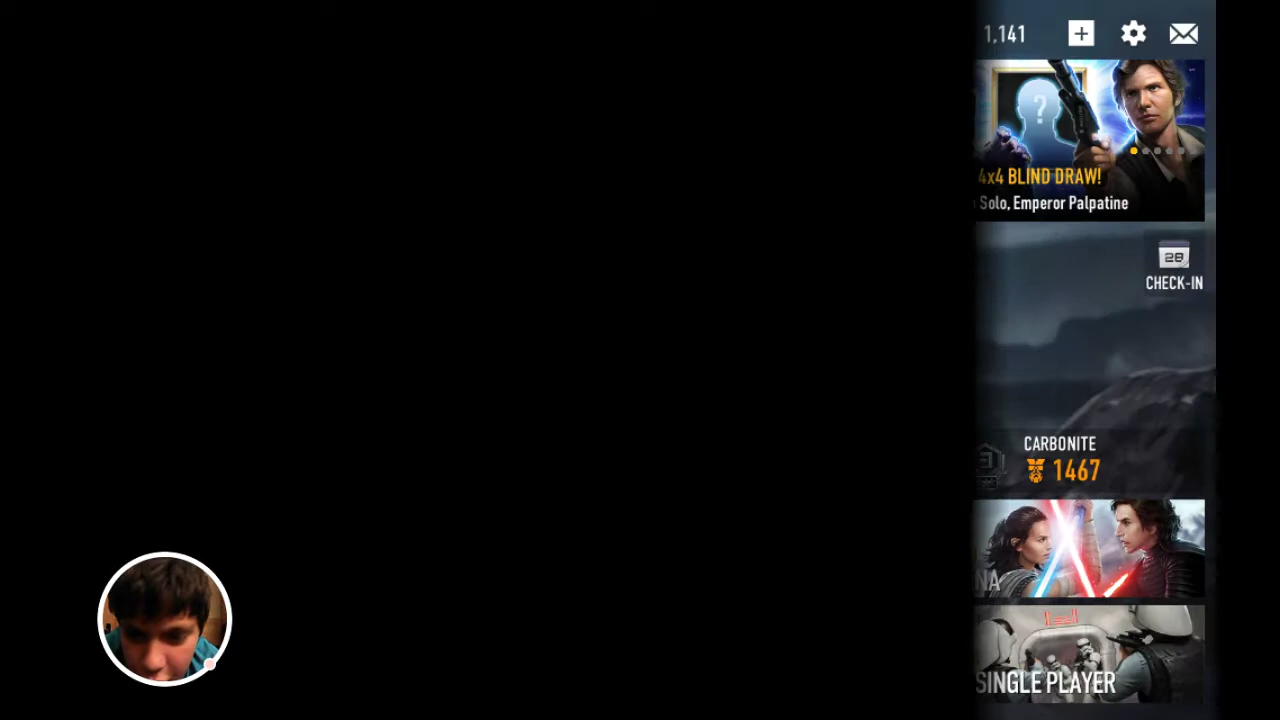 1,141
4x4 BLIND DRAW!
Solo, Emperor Palpatine
28
CHECK-IN
CARBONITE
1467
NA
SINGLE PLAYER